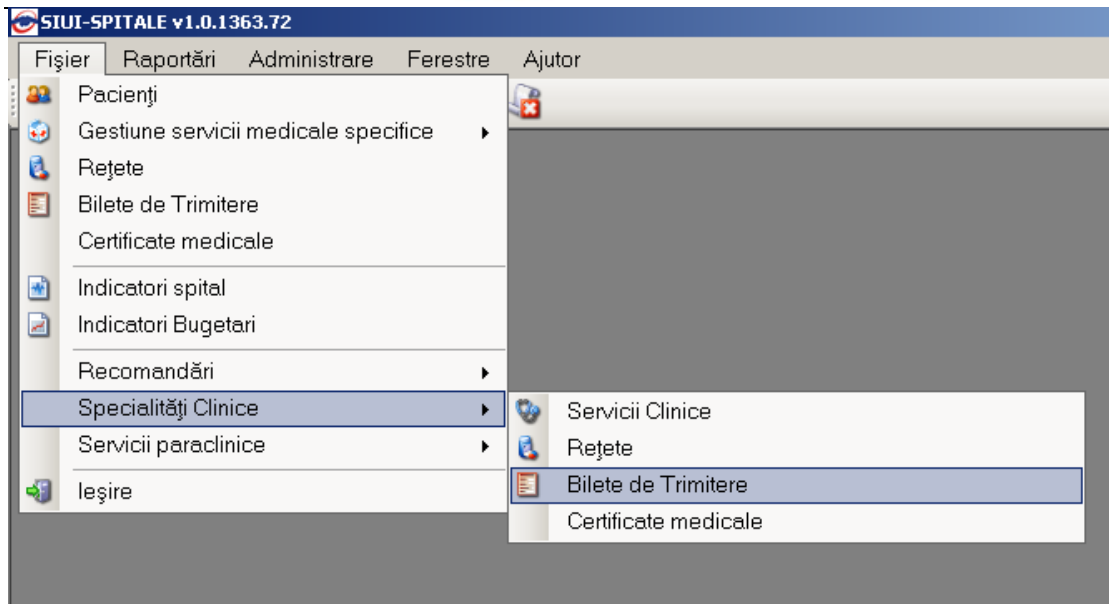 SIUI-SPITALE v1.0.1363.72
Fişier Raportări Administrare Ferestre Ajutor
Pacienţi
Gestiune servicii medicale specifice
Reţete
Bilete de Trimitere
Certificate medicale
Indicatori spital
Indicatori Bugetari
Recomandări
Specialităţi Clinice
Servicii paraclinice
Ieşire
Servicii Clinice
Reţete
Bilete de Trimitere
Certificate medicale